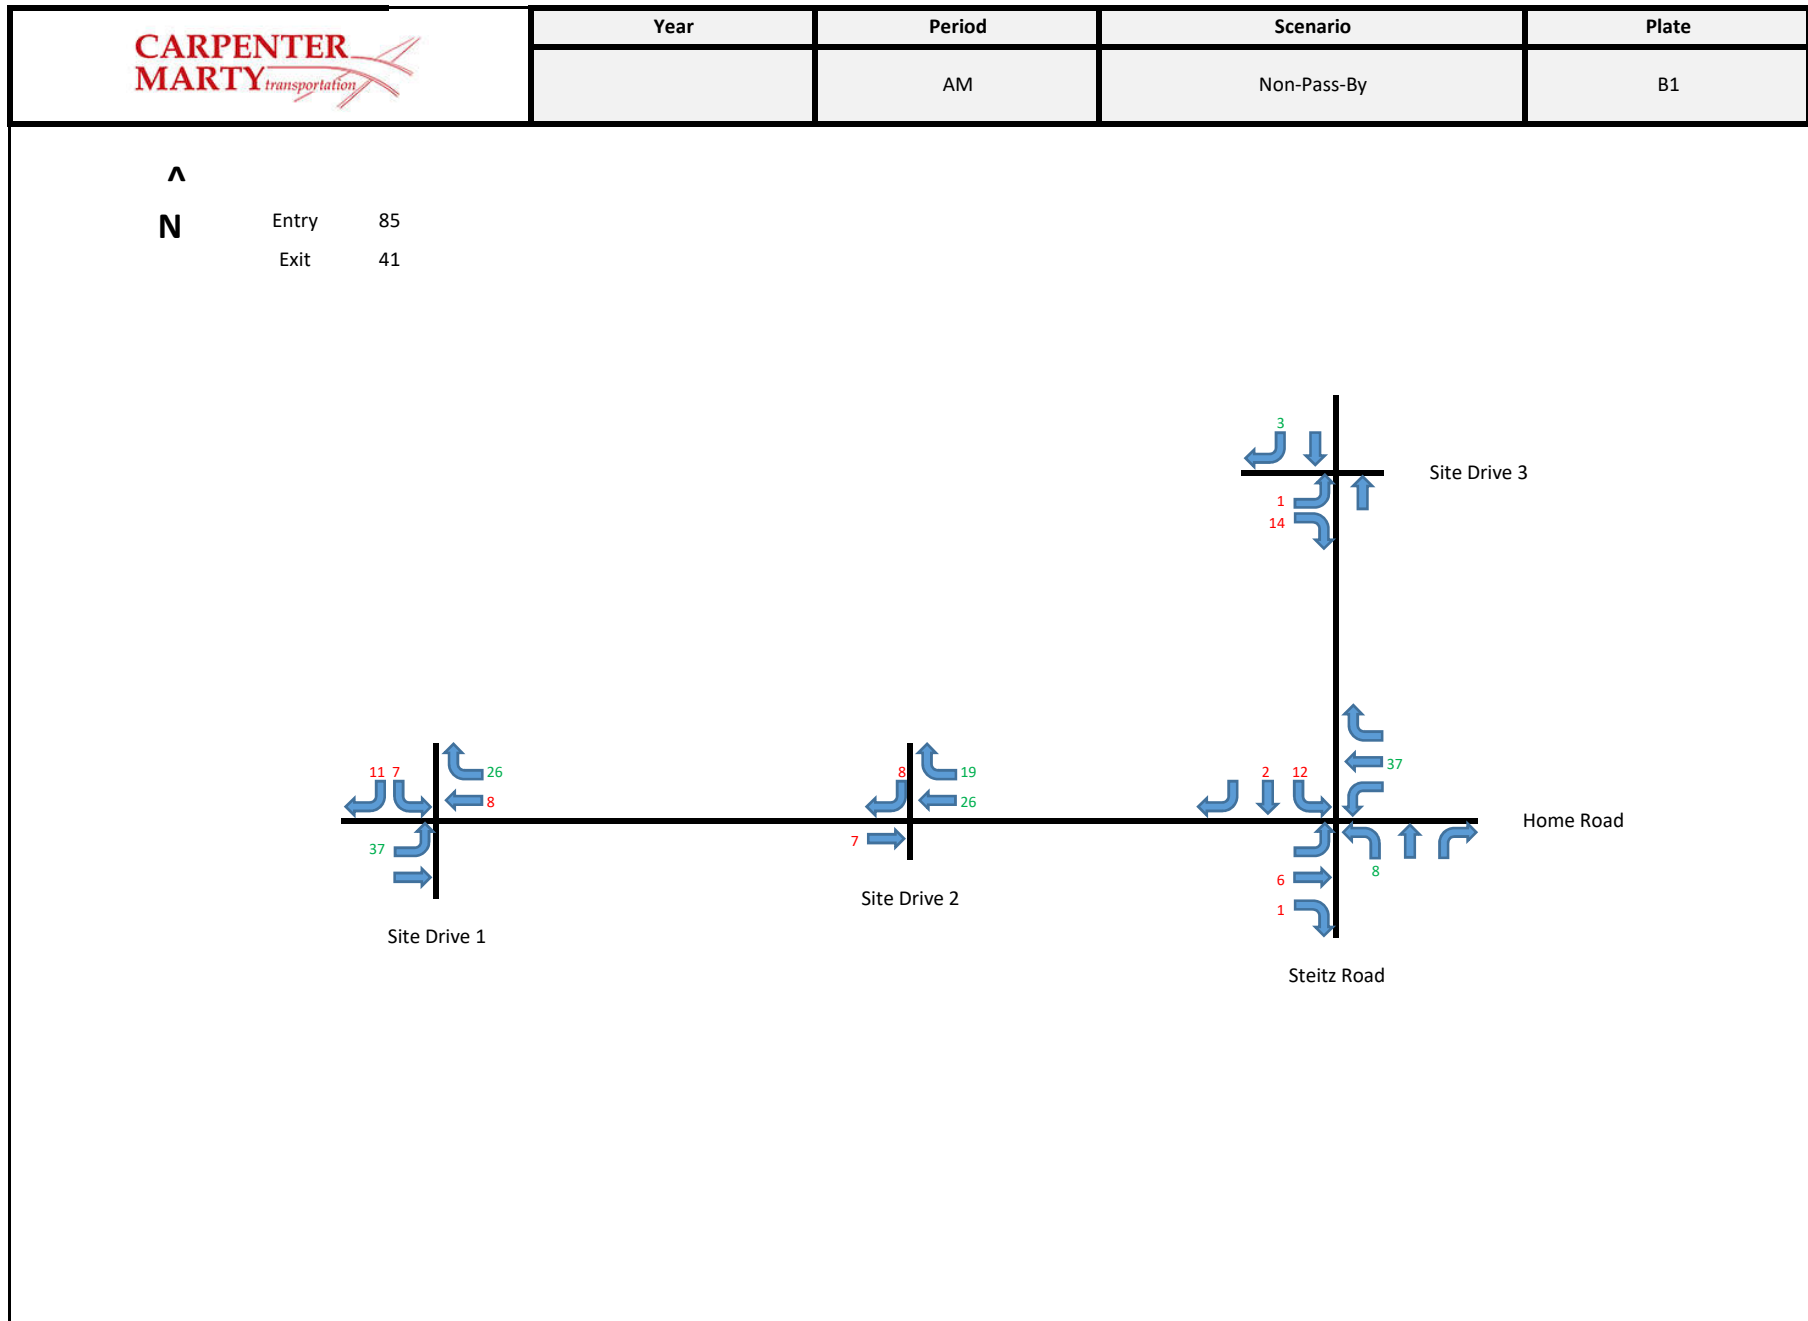 CARPENTER
MARTY transportation
Year Period Scenario Plate
AM Non-Pass-By B1
^
N
Entry 85
Exit 41
3
Site Drive 3
1
14
11 7 26
8
37
Site Drive 1
8 19
26
7
Site Drive 2
2 12 37
Home Road
8
6
1
Steitz Road